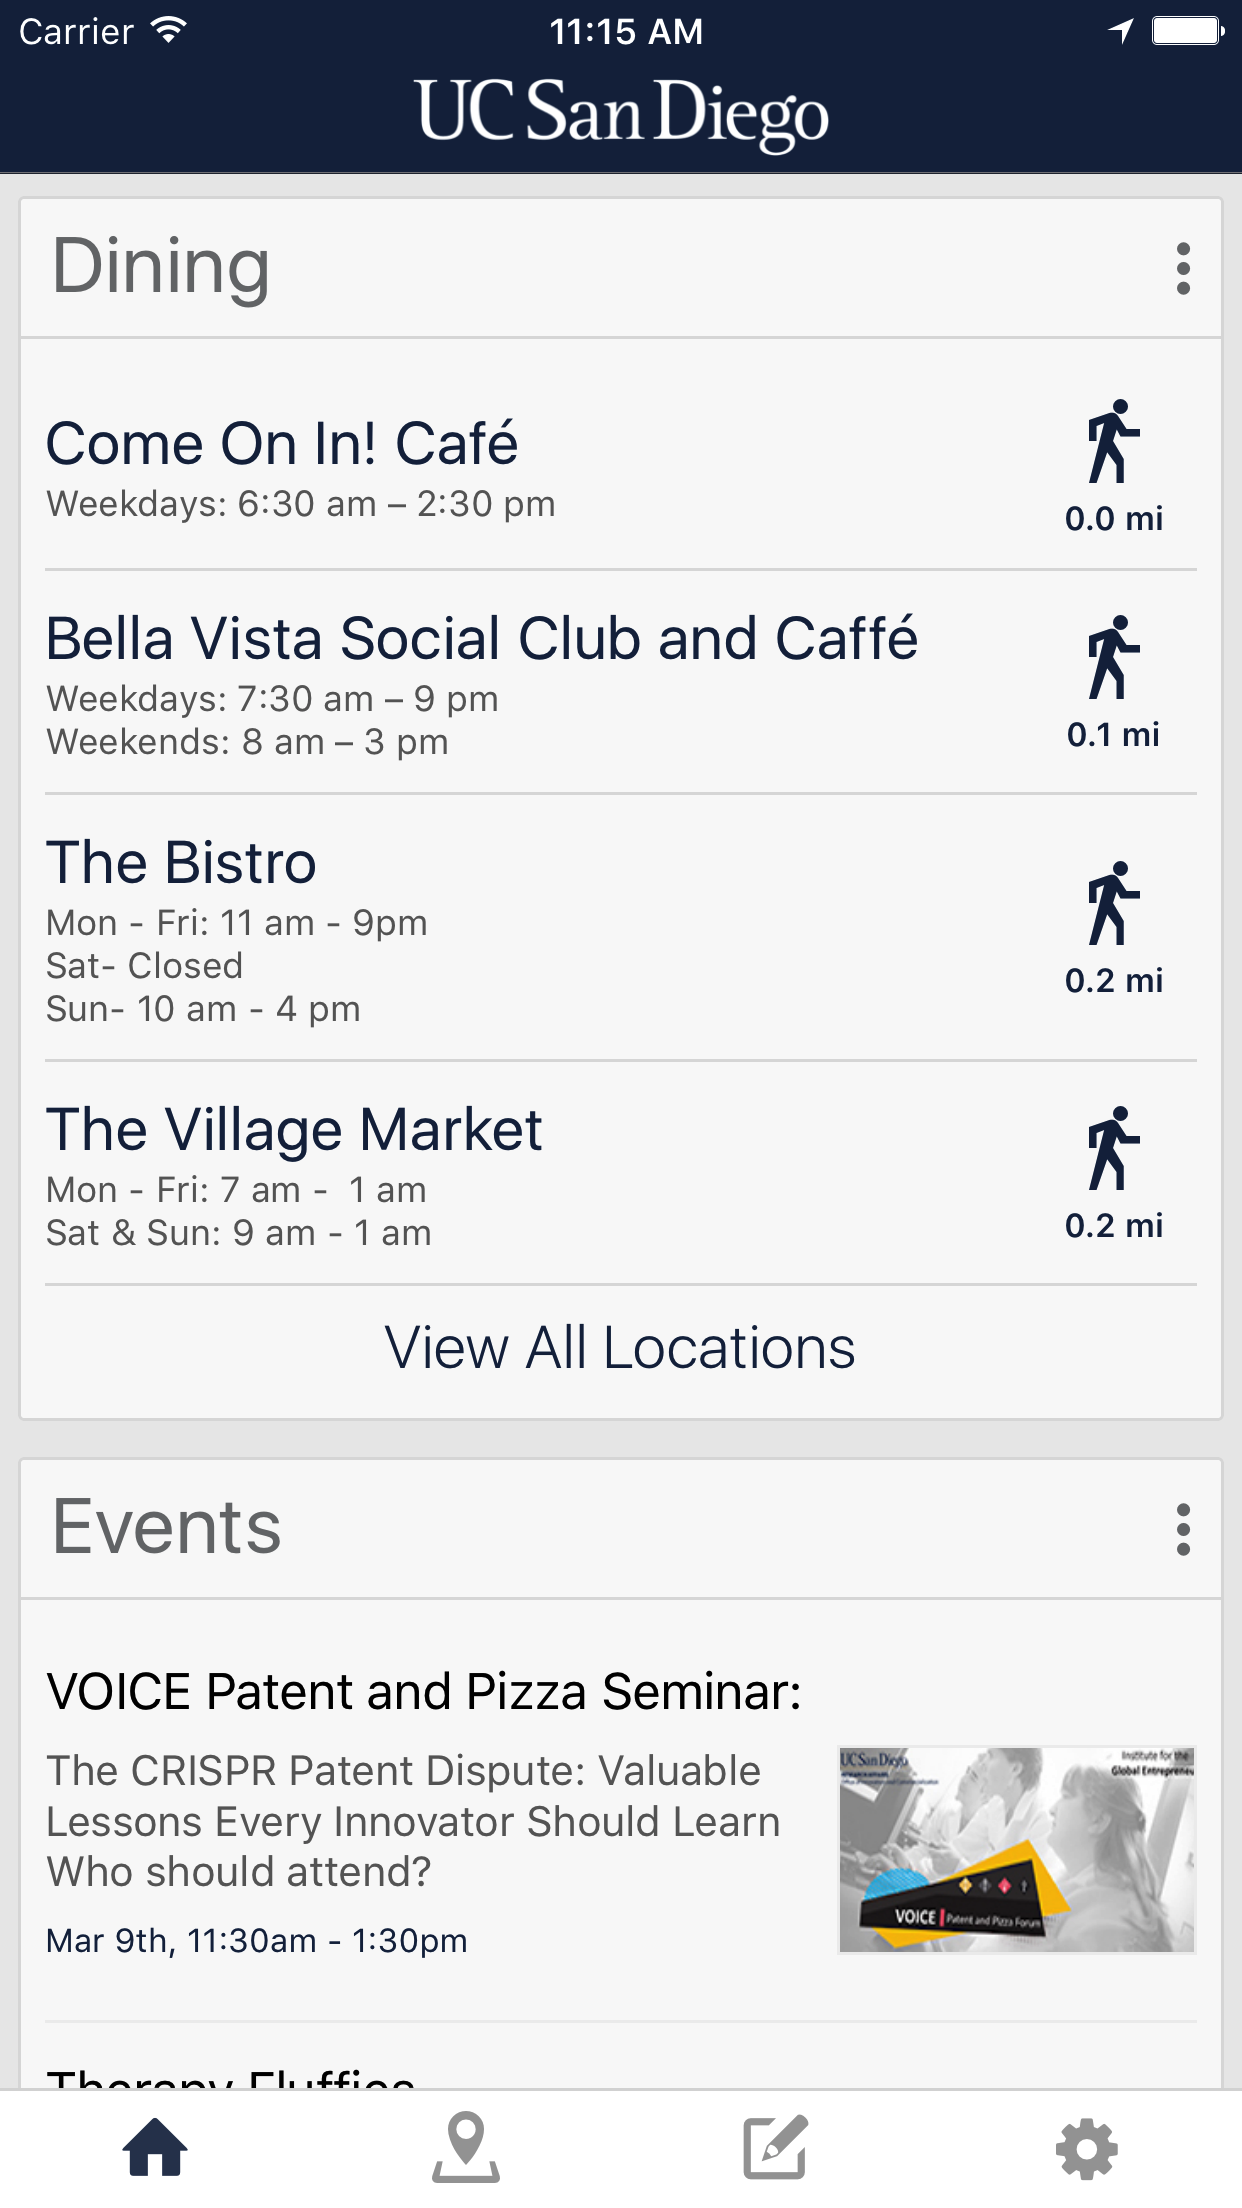 Carrier 11:15 AM
UC San Diego
Dining
Come On In! Café
Weekdays: 6:30 am – 2:30 pm
0.0 mi
Bella Vista Social Club and Caffé
Weekdays: 7:30 am – 9 pm
Weekends: 8 am – 3 pm
0.1 mi
The Bistro
Mon - Fri: 11 am - 9pm
Sat- Closed
Sun- 10 am - 4 pm
0.2 mi
The Village Market
Mon - Fri: 7 am -  1 am
Sat & Sun: 9 am - 1 am
0.2 mi
View All Locations
Events
VOICE Patent and Pizza Seminar:
The CRISPR Patent Dispute: Valuable
Lessons Every Innovator Should Learn
Who should attend?
Mar 9th, 11:30am - 1:30pm
UC San Diego
Institute for the
Global Entrepreneu
VOICE | Patent and Pizza Forum
Therapy Fluffies